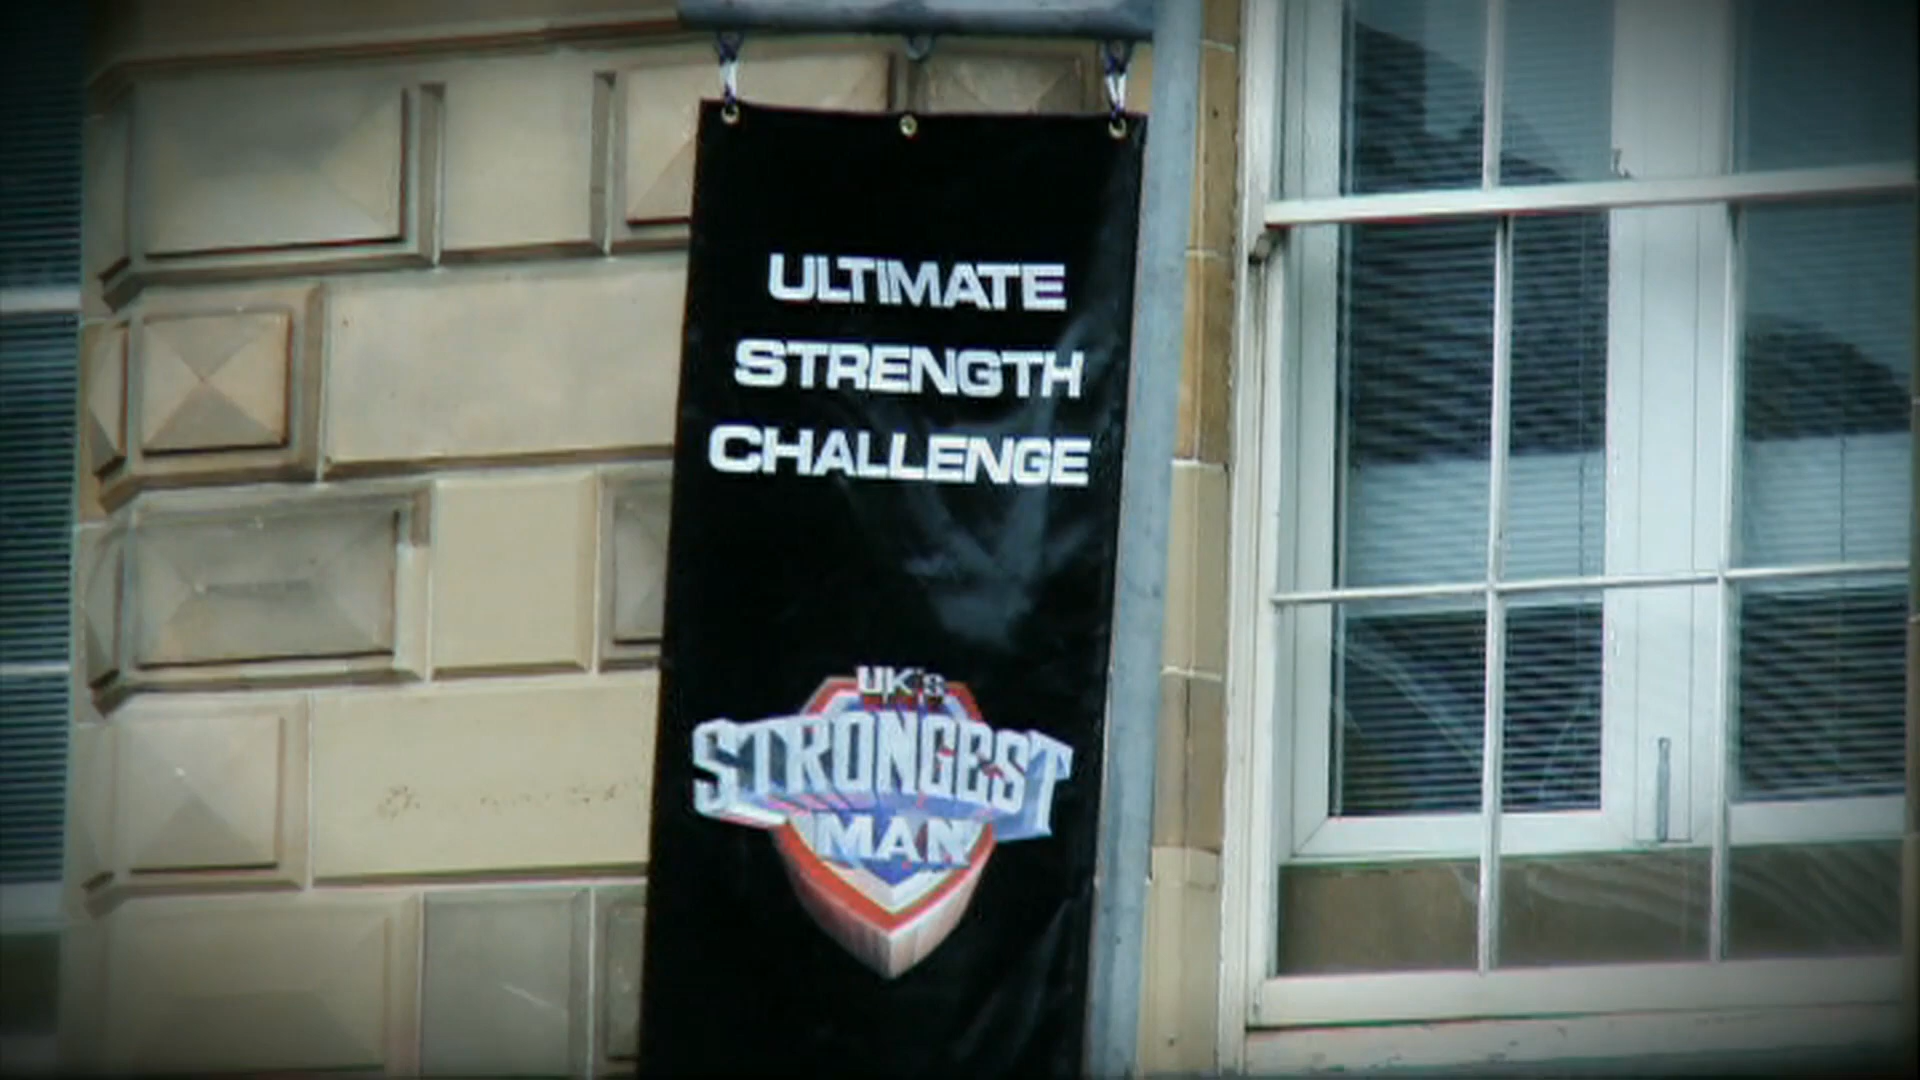 ULTIMATE
STRENGTH
CHALLENGE
UK's
STRONGEST
MAN